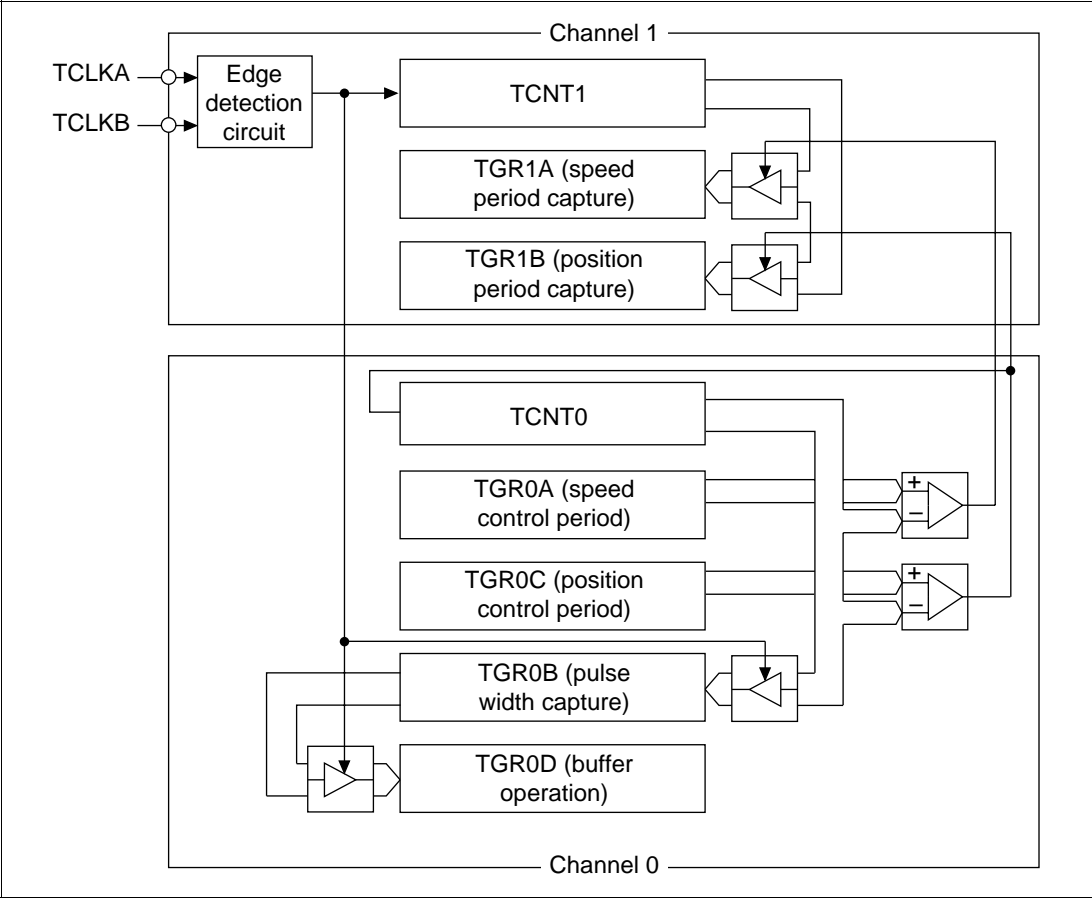 Channel 1
TCLKA
TCLKB
Edge
detection
circuit
TCNT1
TGR1A (speed
period capture)
TGR1B (position
period capture)
TCNT0
TGR0A (speed
control period)
+
−
TGR0C (position
control period)
+
−
TGR0B (pulse
width capture)
TGR0D (buffer
operation)
Channel 0